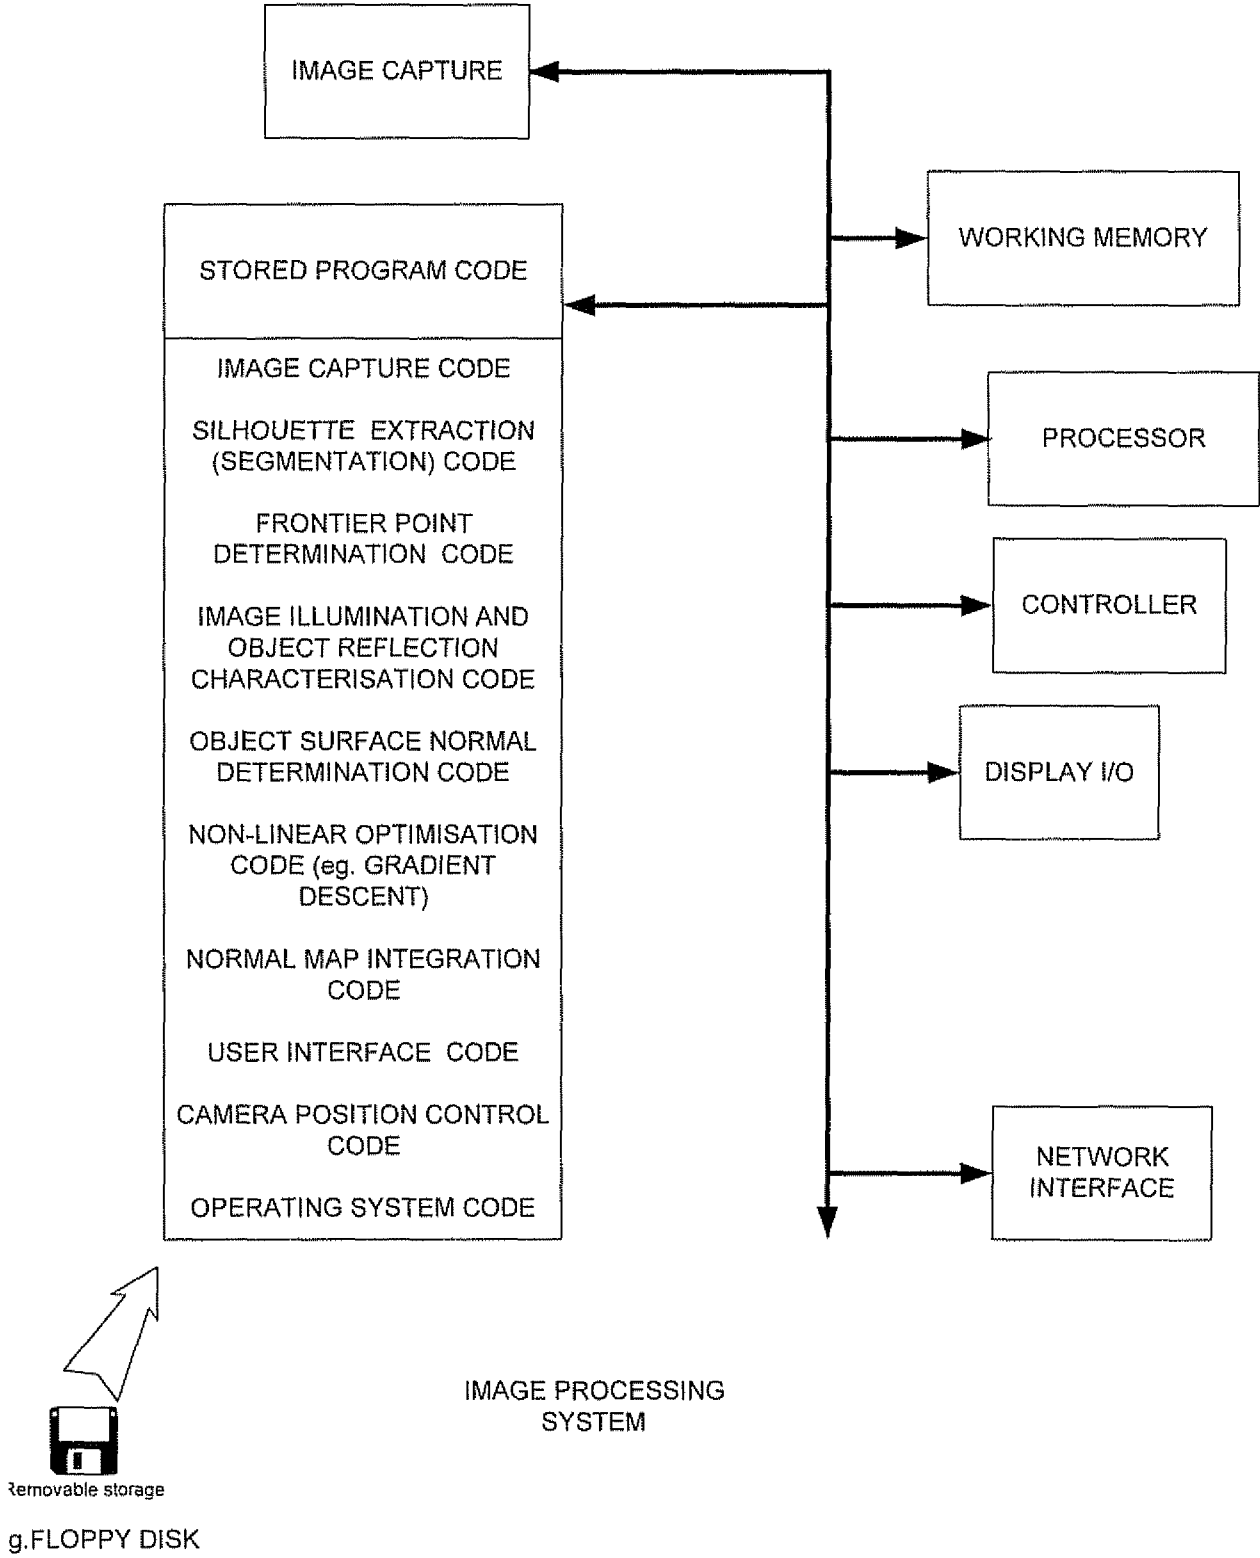 IMAGE CAPTURE
WORKING MEMORY
STORED PROGRAM CODE
IMAGE CAPTURE CODE
SILHOUETTE EXTRACTION
(SEGMENTATION) CODE
FRONTIER POINT
DETERMINATION CODE
IMAGE ILLUMINATION AND
OBJECT REFLECTION
CHARACTERISATION CODE
OBJECT SURFACE NORMAL
DETERMINATION CODE
NON-LINEAR OPTIMISATION
CODE (eg. GRADIENT
DESCENT)
NORMAL MAP INTEGRATION
CODE
USER INTERFACE CODE
CAMERA POSITION CONTROL
CODE
OPERATING SYSTEM CODE
PROCESSOR
CONTROLLER
DISPLAY I/O
NETWORK
INTERFACE
IMAGE PROCESSING
SYSTEM
Removable storage
g.FLOPPY DISK